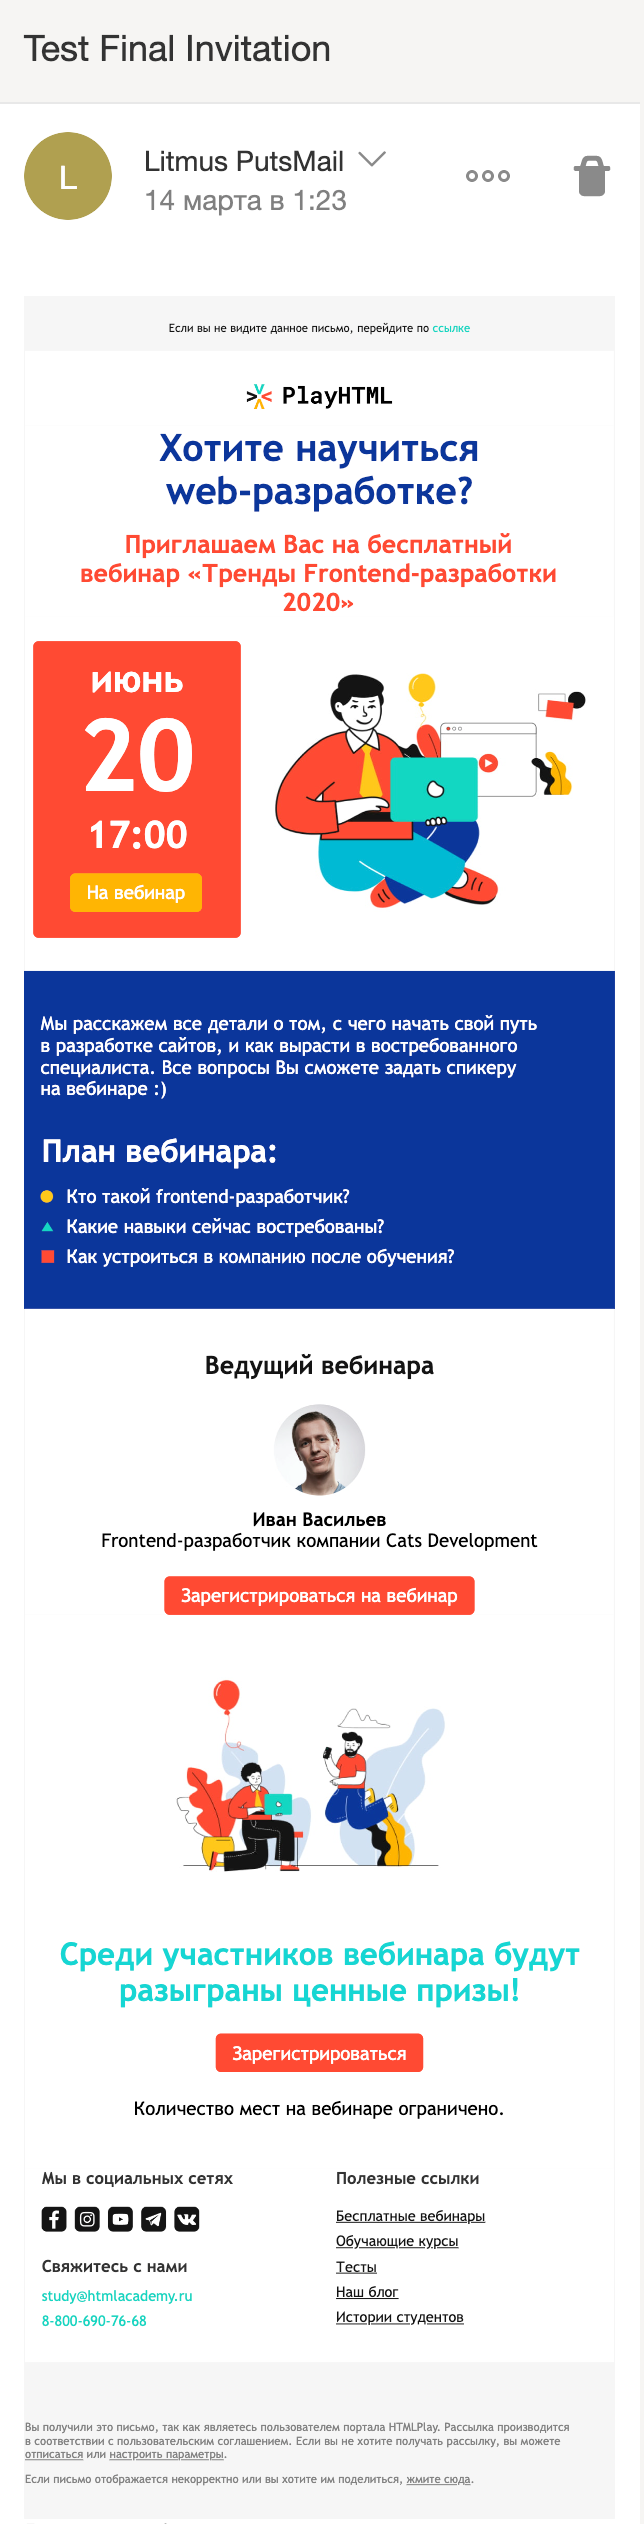 Test Final Invitation
L
Litmus PutsMail
14 марта в 1:23
Если вы не видите данное письмо, перейдите по ссылке
PlayHTML
Хотите научиться
web-разработке?
Приглашаем Вас на бесплатный
вебинар «Тренды Frontend-разработки
2020»
июнь
20
17:00
На вебинар
Мы расскажем все детали о том, с чего начать свой путь
в разработке сайтов, и как вырасти в востребованного
специалиста. Все вопросы Вы сможете задать спикеру
на вебинаре :)
План вебинара:
Кто такой frontend-разработчик?
Какие навыки сейчас востребованы?
Как устроиться в компанию после обучения?
Ведущий вебинара
Иван Васильев
Frontend-разработчик компании Cats Development
Зарегистрироваться на вебинар
Среди участников вебинара будут
разыграны ценные призы!
Зарегистрироваться
Количество мест на вебинаре ограничено.
Мы в социальных сетях
Свяжитесь с нами
study@htmlacademy.ru
8-800-690-76-68
Полезные ссылки
Бесплатные вебинары
Обучающие курсы
Тесты
Наш блог
Истории студентов
Вы получили это письмо, так как являетесь пользователем портала HTMLPlay. Рассылка производится
в соответствии с пользовательским соглашением. Если вы не хотите получать рассылку, вы можете
отписаться или настроить параметры.
Если письмо отображается некорректно или вы хотите им поделиться, жмите сюда.